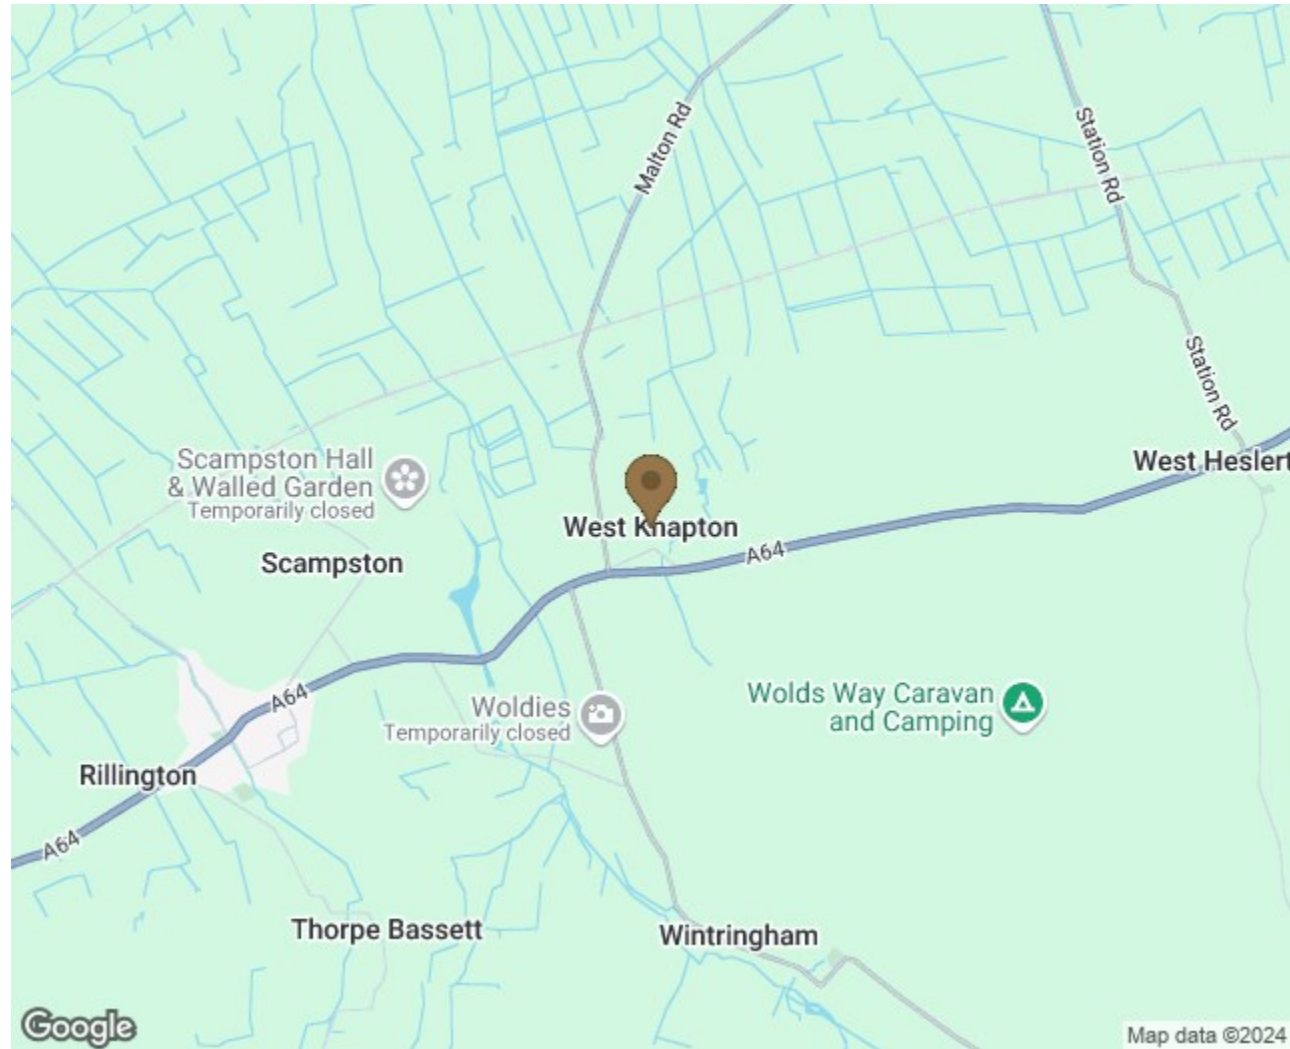 Malton Rd
Station Rd
Station Rd
West Heslert
Scampston Hall
& Walled Garden
Temporarily closed
West Knapton
A64
Scampston
Woldies
Temporarily closed
Wolds Way Caravan
and Camping
A64
Rillington
A64
Thorpe Bassett
Wintringham
Google
Map data ©2024